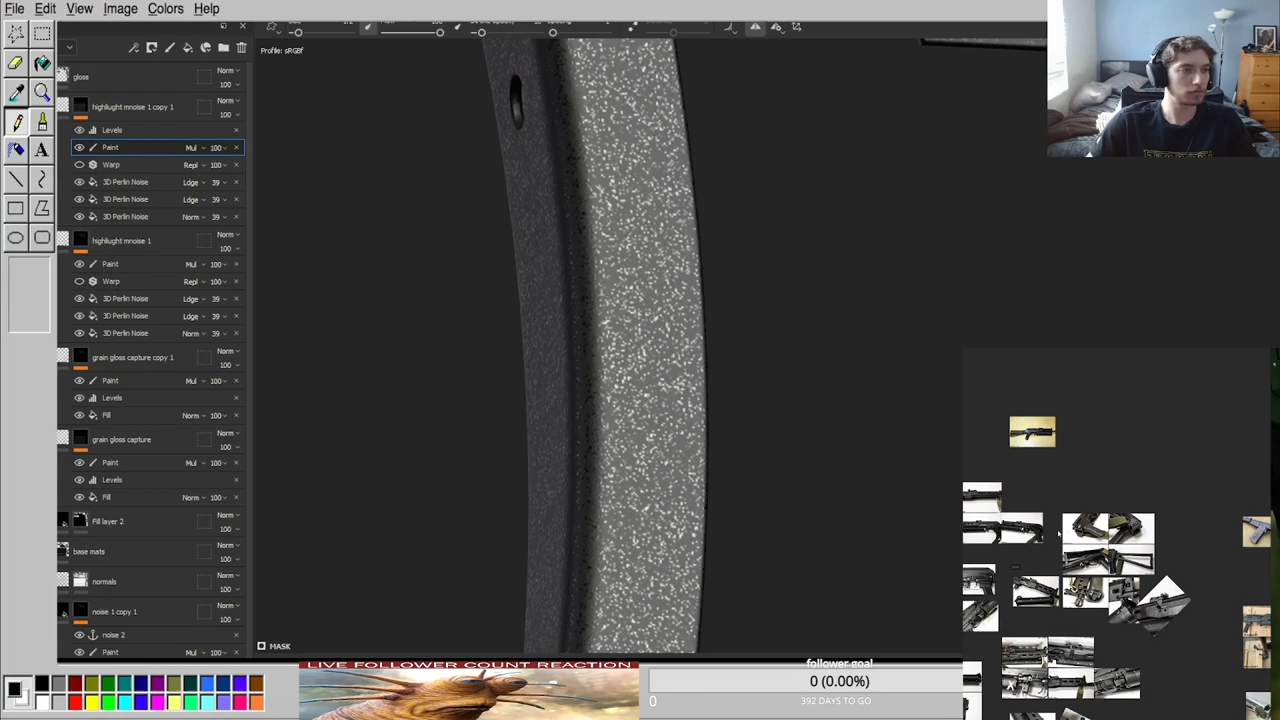 File Edit View Image Colors Help
Profile: sRGBf
gloss Norm 100
highlught mnoise 1 copy 1 Norm 100
Levels
Paint Mul 100
Warp Repl 100
3D Perlin Noise Ldge 39
3D Perlin Noise Ldge 39
3D Perlin Noise Norm 39
highlught mnoise 1 Norm 100
Paint Mul 100
Warp Repl 100
3D Perlin Noise Ldge 39
3D Perlin Noise Ldge 39
3D Perlin Noise Norm 39
grain gloss capture copy 1 Norm 100
Paint Mul 100
Levels
Fill Norm 100
grain gloss capture Norm 100
Paint Mul 100
Levels
Fill Norm 100
Fill layer 2 Norm 100
base mats Norm 100
normals Norm 100
noise 1 copy 1 Norm 100
noise 2
Paint Mul 100
MASK
LIVE FOLLOWER COUNT REACTION
follower goal
0 (0.00%)
0
392 DAYS TO GO